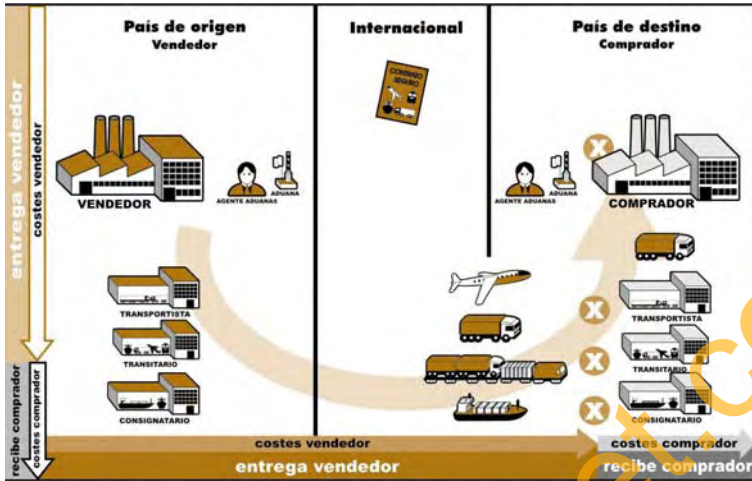 País de origen
Vendedor
Internacional
País de destino
Comprador
CONTRATO
SEGURO
entrega vendedor
costes vendedor
VENDEDOR
AGENTE ADUANAS
ADUANA
X
AGENTE ADUANAS
ADUANA
COMPRADOR
TRANSPORTISTA
X
TRANSPORTISTA
TRANSITARIO
X
TRANSITARIO
CONSIGNATARIO
X
CONSIGNATARIO
recibe comprador
costes comprador
costes vendedor
costes comprador
entrega vendedor
recibe comprador